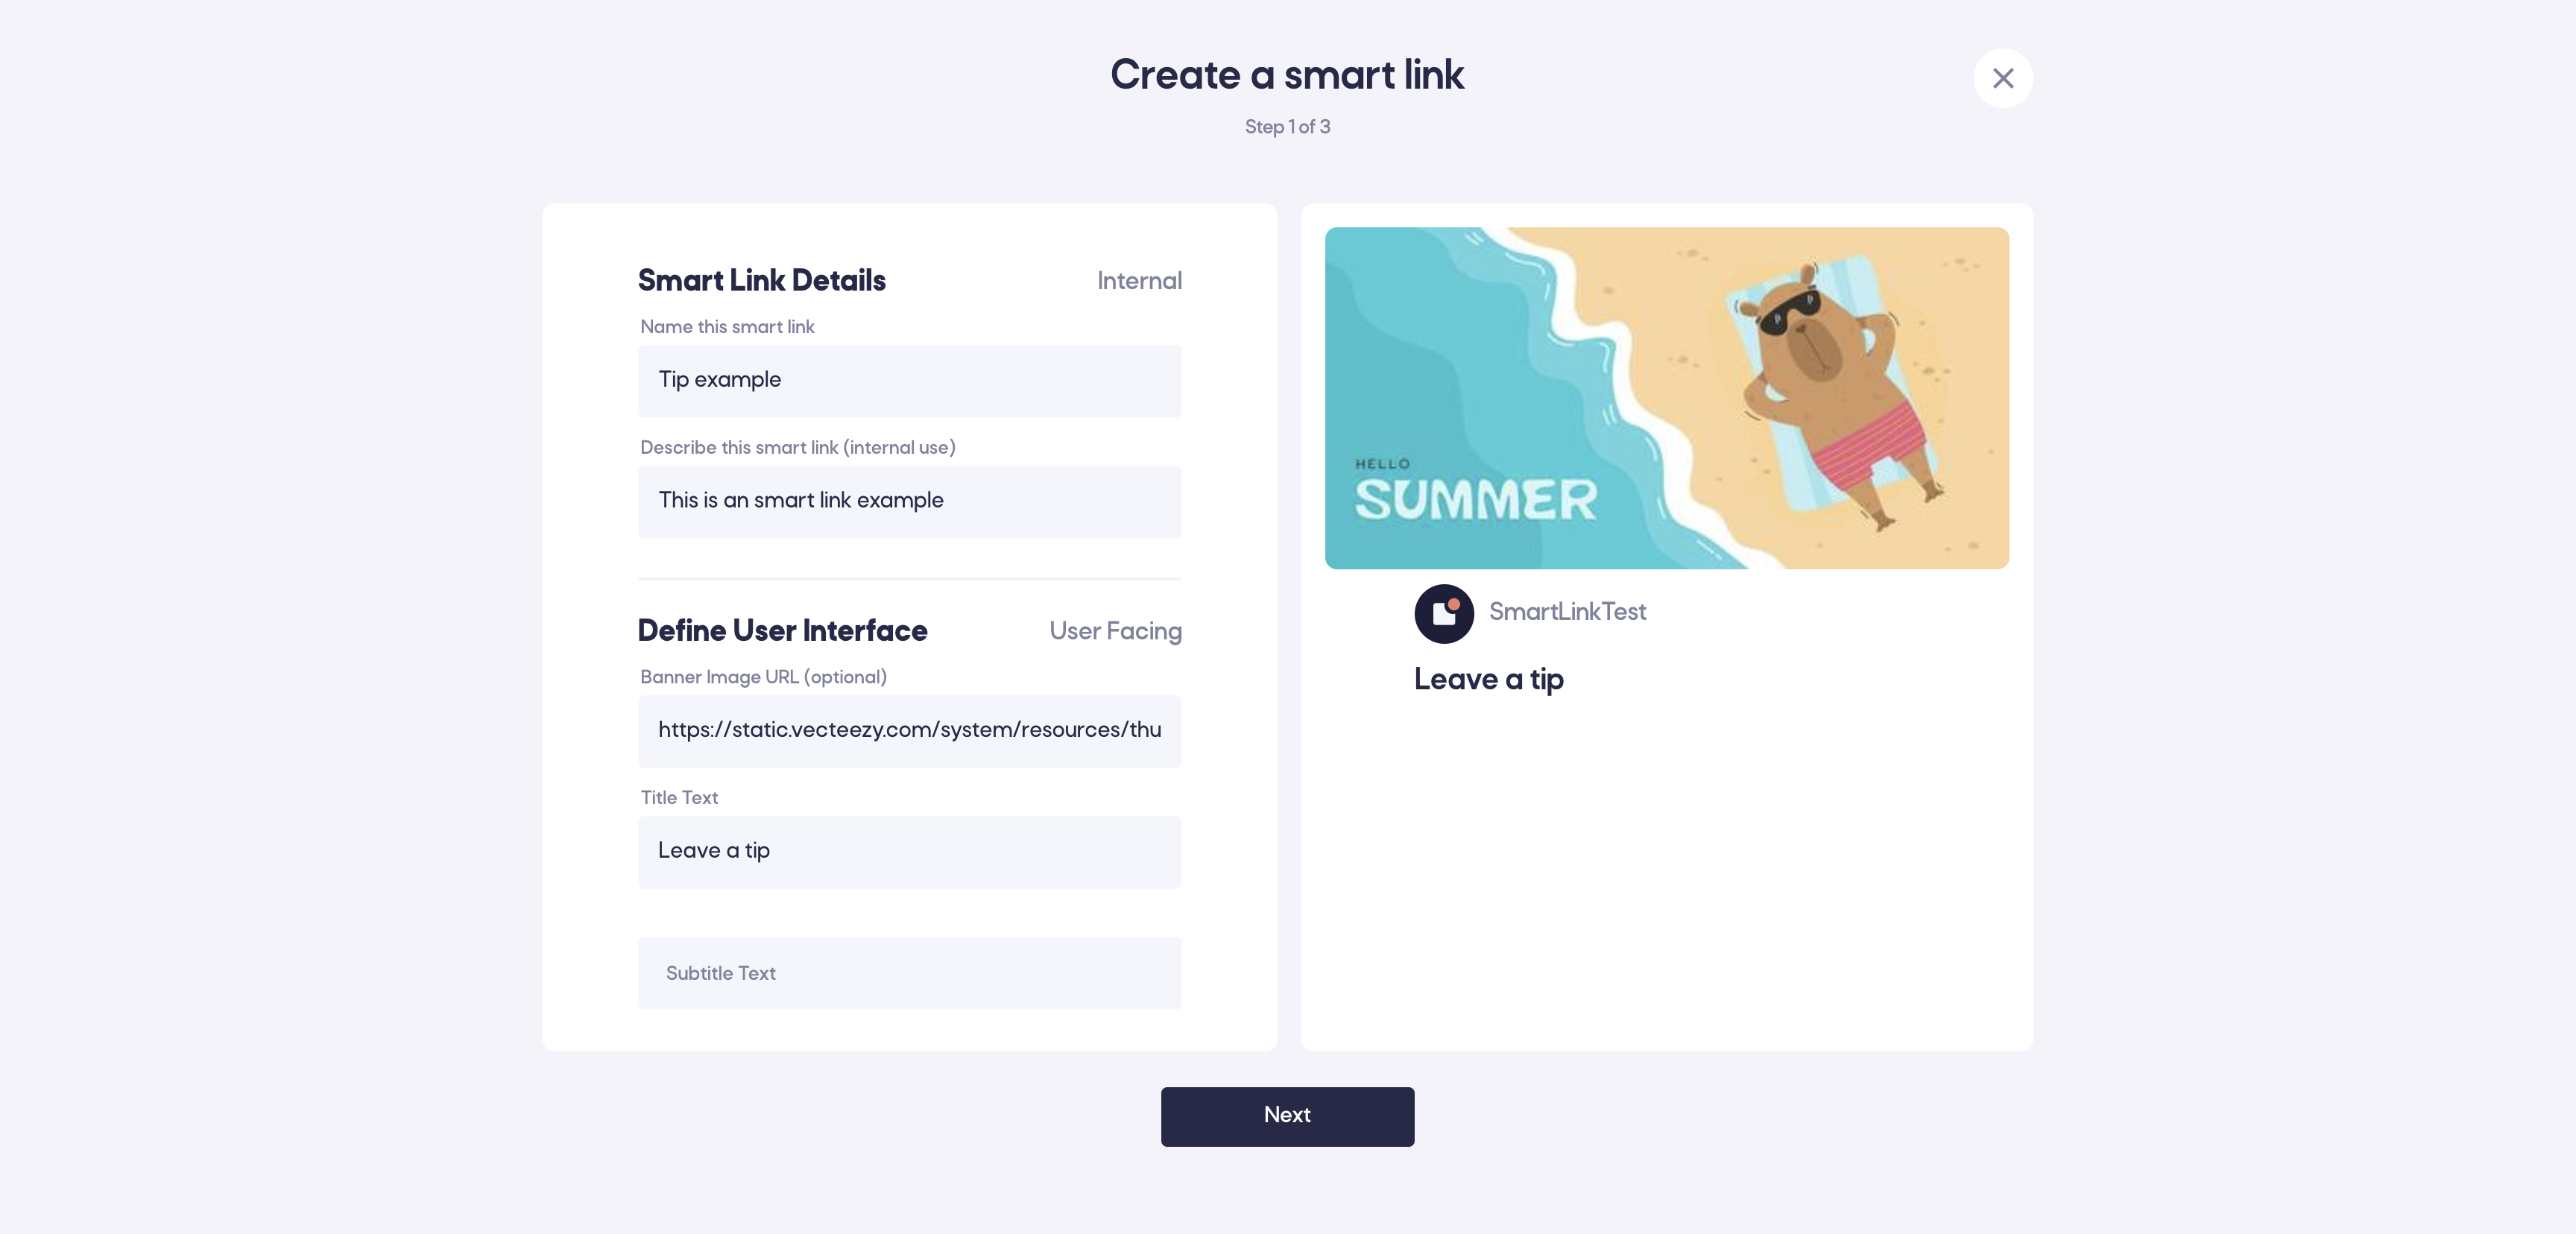 Create a smart link
Step 1 of 3
Smart Link Details
Internal
Name this smart link
Tip example
Describe this smart link (internal use)
This is an smart link example
Define User Interface
User Facing
Banner Image URL (optional)
https://static.vecteezy.com/system/resources/thu
Title Text
Leave a tip
Subtitle Text
HELLO
SUMMER
SmartLinkTest
Leave a tip
Next